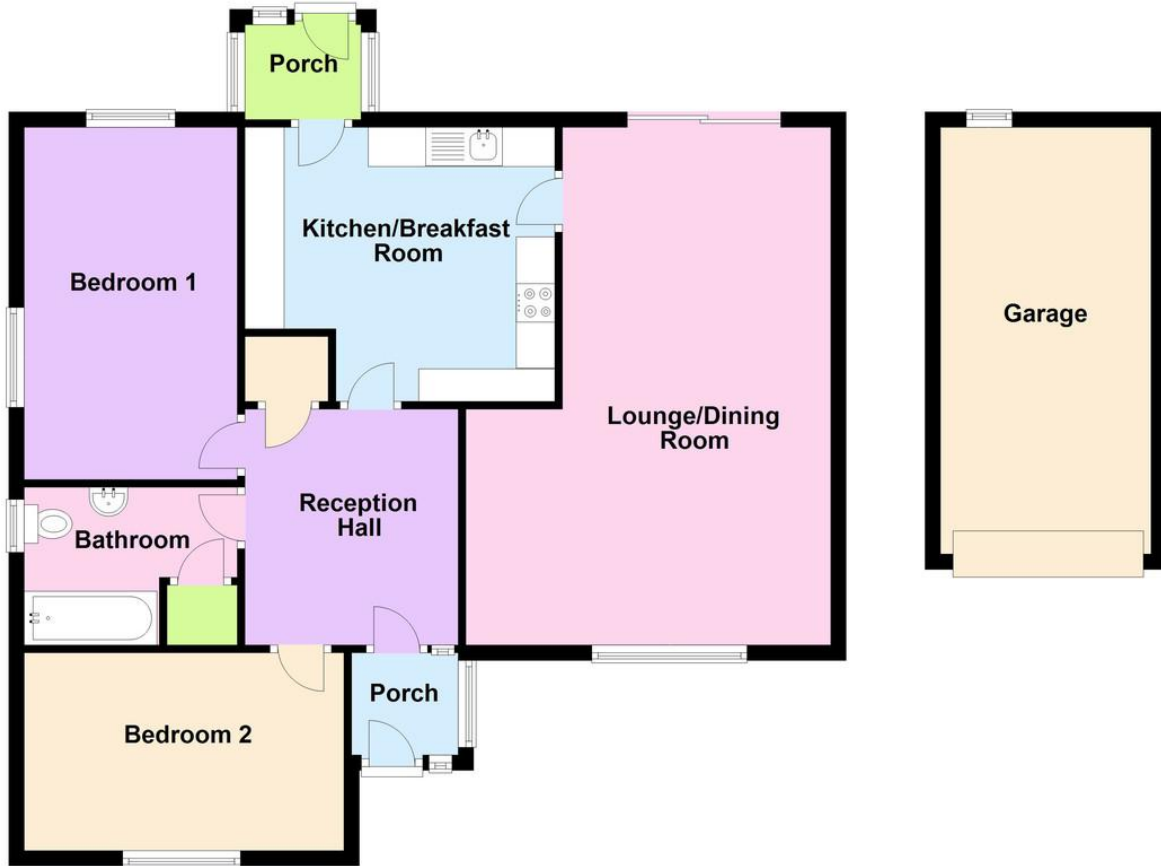 Porch
Kitchen/Breakfast
Room
Bedroom 1
Garage
Lounge/Dining
Room
Reception
Hall
Bathroom
Porch
Bedroom 2